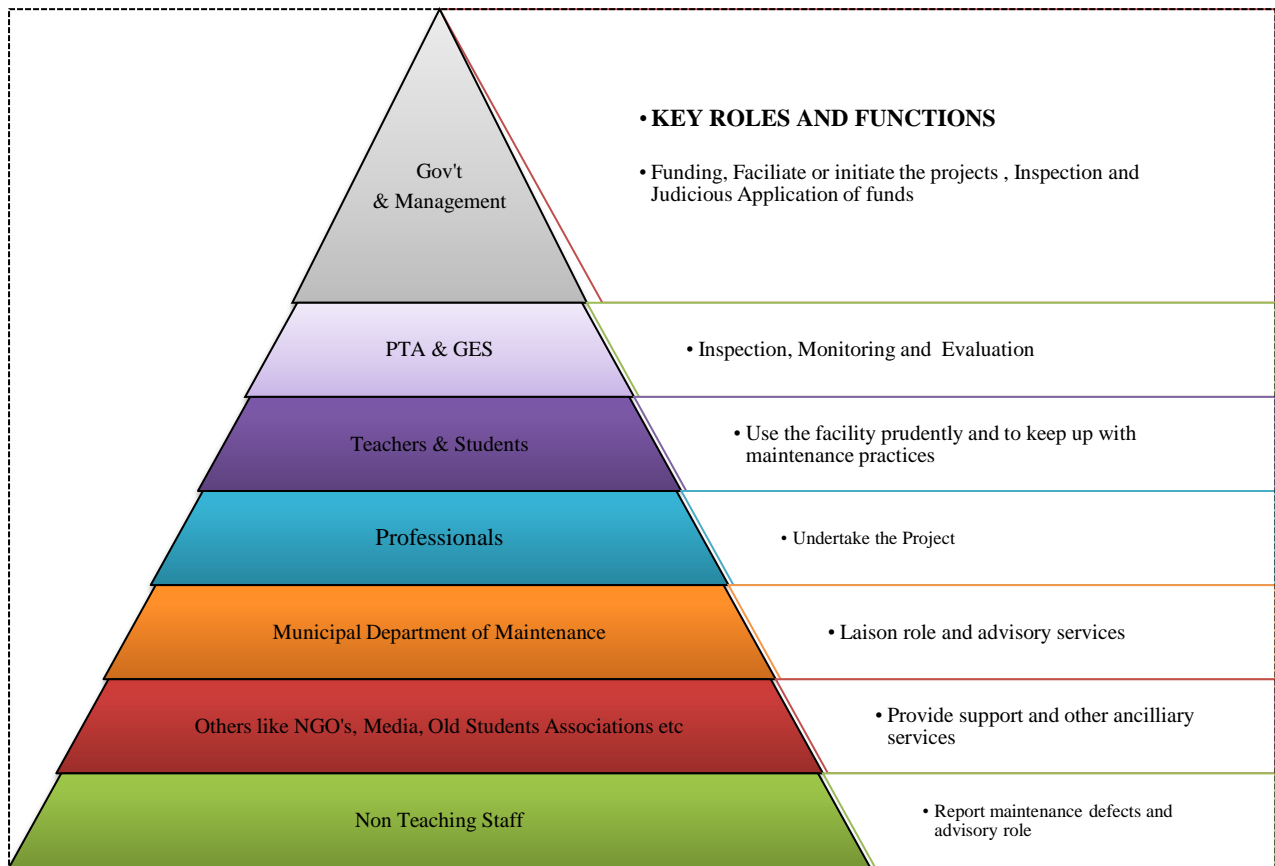 • KEY ROLES AND FUNCTIONS
Gov't
& Management
• Funding, Faciliate or initiate the projects , Inspection and
Judicious Application of funds
PTA & GES
• Inspection, Monitoring and Evaluation
Teachers & Students
• Use the facility prudently and to keep up with
maintenance practices
Professionals
• Undertake the Project
Municipal Department of Maintenance
• Laison role and advisory services
Others like NGO's, Media, Old Students Associations etc
• Provide support and other ancilliary
services
Non Teaching Staff
• Report maintenance defects and
advisory role